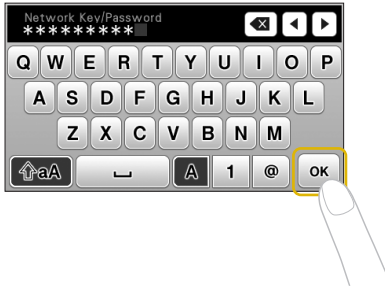 Network Key/Password
*********
Q W E R T Y U I O P
A S D F G H J K L
Z X C V B N M
aA A 1 @ OK